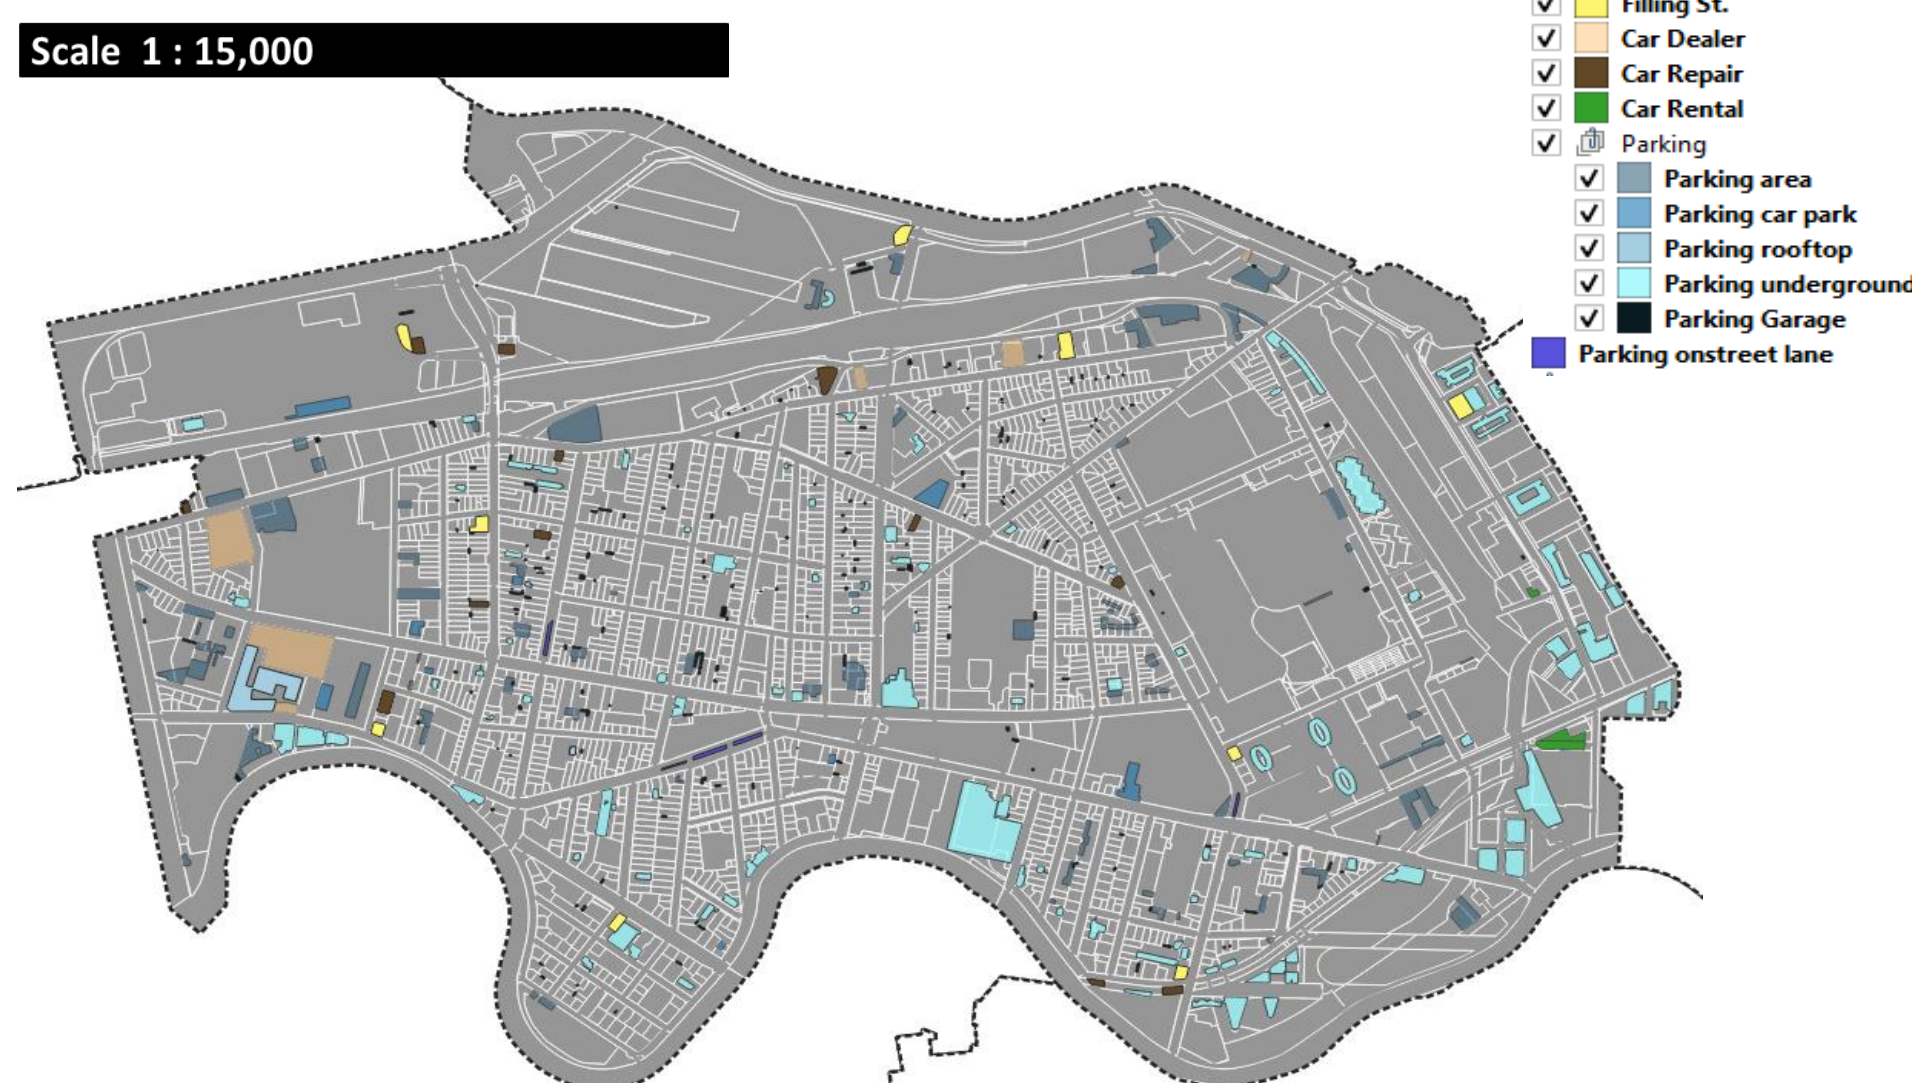 Scale 1 : 15,000
Filling St.
Car Dealer
Car Repair
Car Rental
Parking
Parking area
Parking car park
Parking rooftop
Parking underground
Parking Garage
Parking onstreet lane